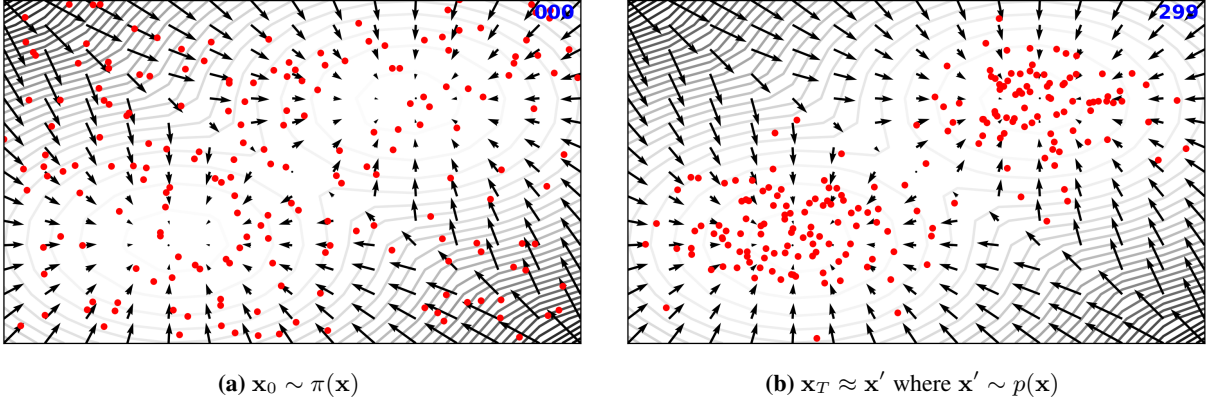 000
299
(a) x₀ ∼ π(x)
(b) x_T ≈ x′ where x′ ∼ p(x)